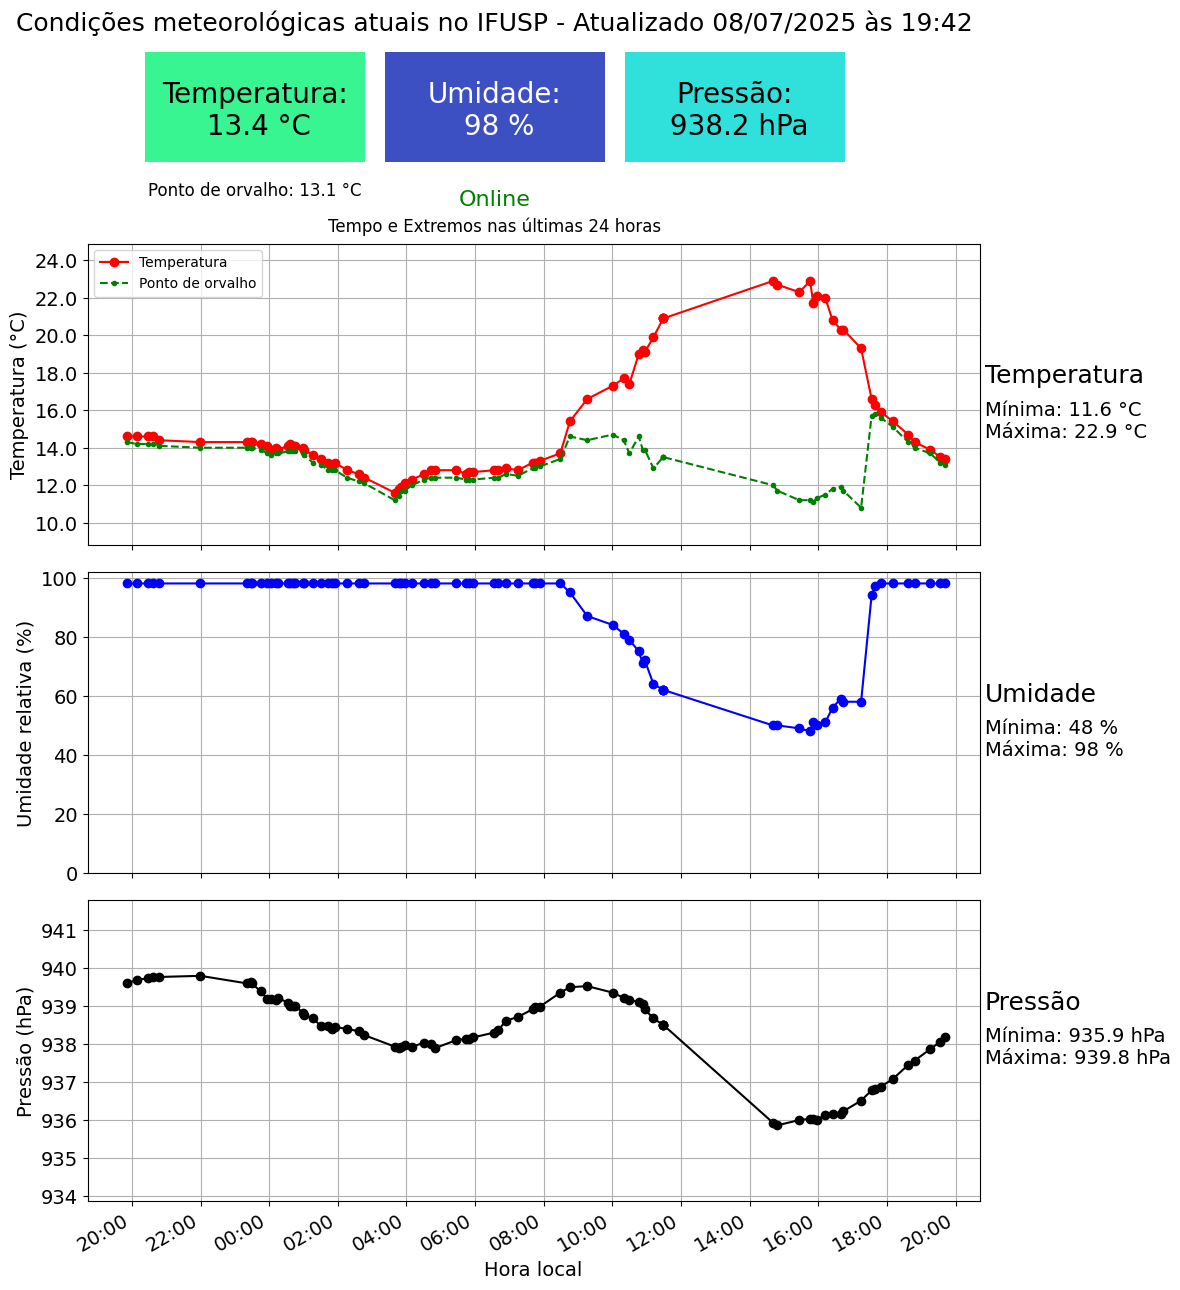 Condições meteorológicas atuais no IFUSP - Atualizado 08/07/2025 às 19:42
Temperatura:
13.4 °C
Umidade:
98 %
Pressão:
938.2 hPa
Ponto de orvalho: 13.1 °C
Online
Tempo e Extremos nas últimas 24 horas
Temperatura (°C)
24.0
22.0
20.0
18.0
16.0
14.0
12.0
10.0
Temperatura
Ponto de orvalho
Temperatura
Mínima: 11.6 °C
Máxima: 22.9 °C
Umidade relativa (%)
100
80
60
40
20
0
Umidade
Mínima: 48 %
Máxima: 98 %
Pressão (hPa)
941
940
939
938
937
936
935
934
Pressão
Mínima: 935.9 hPa
Máxima: 939.8 hPa
20:00
22:00
00:00
02:00
04:00
06:00
08:00
10:00
12:00
14:00
16:00
18:00
20:00
Hora local